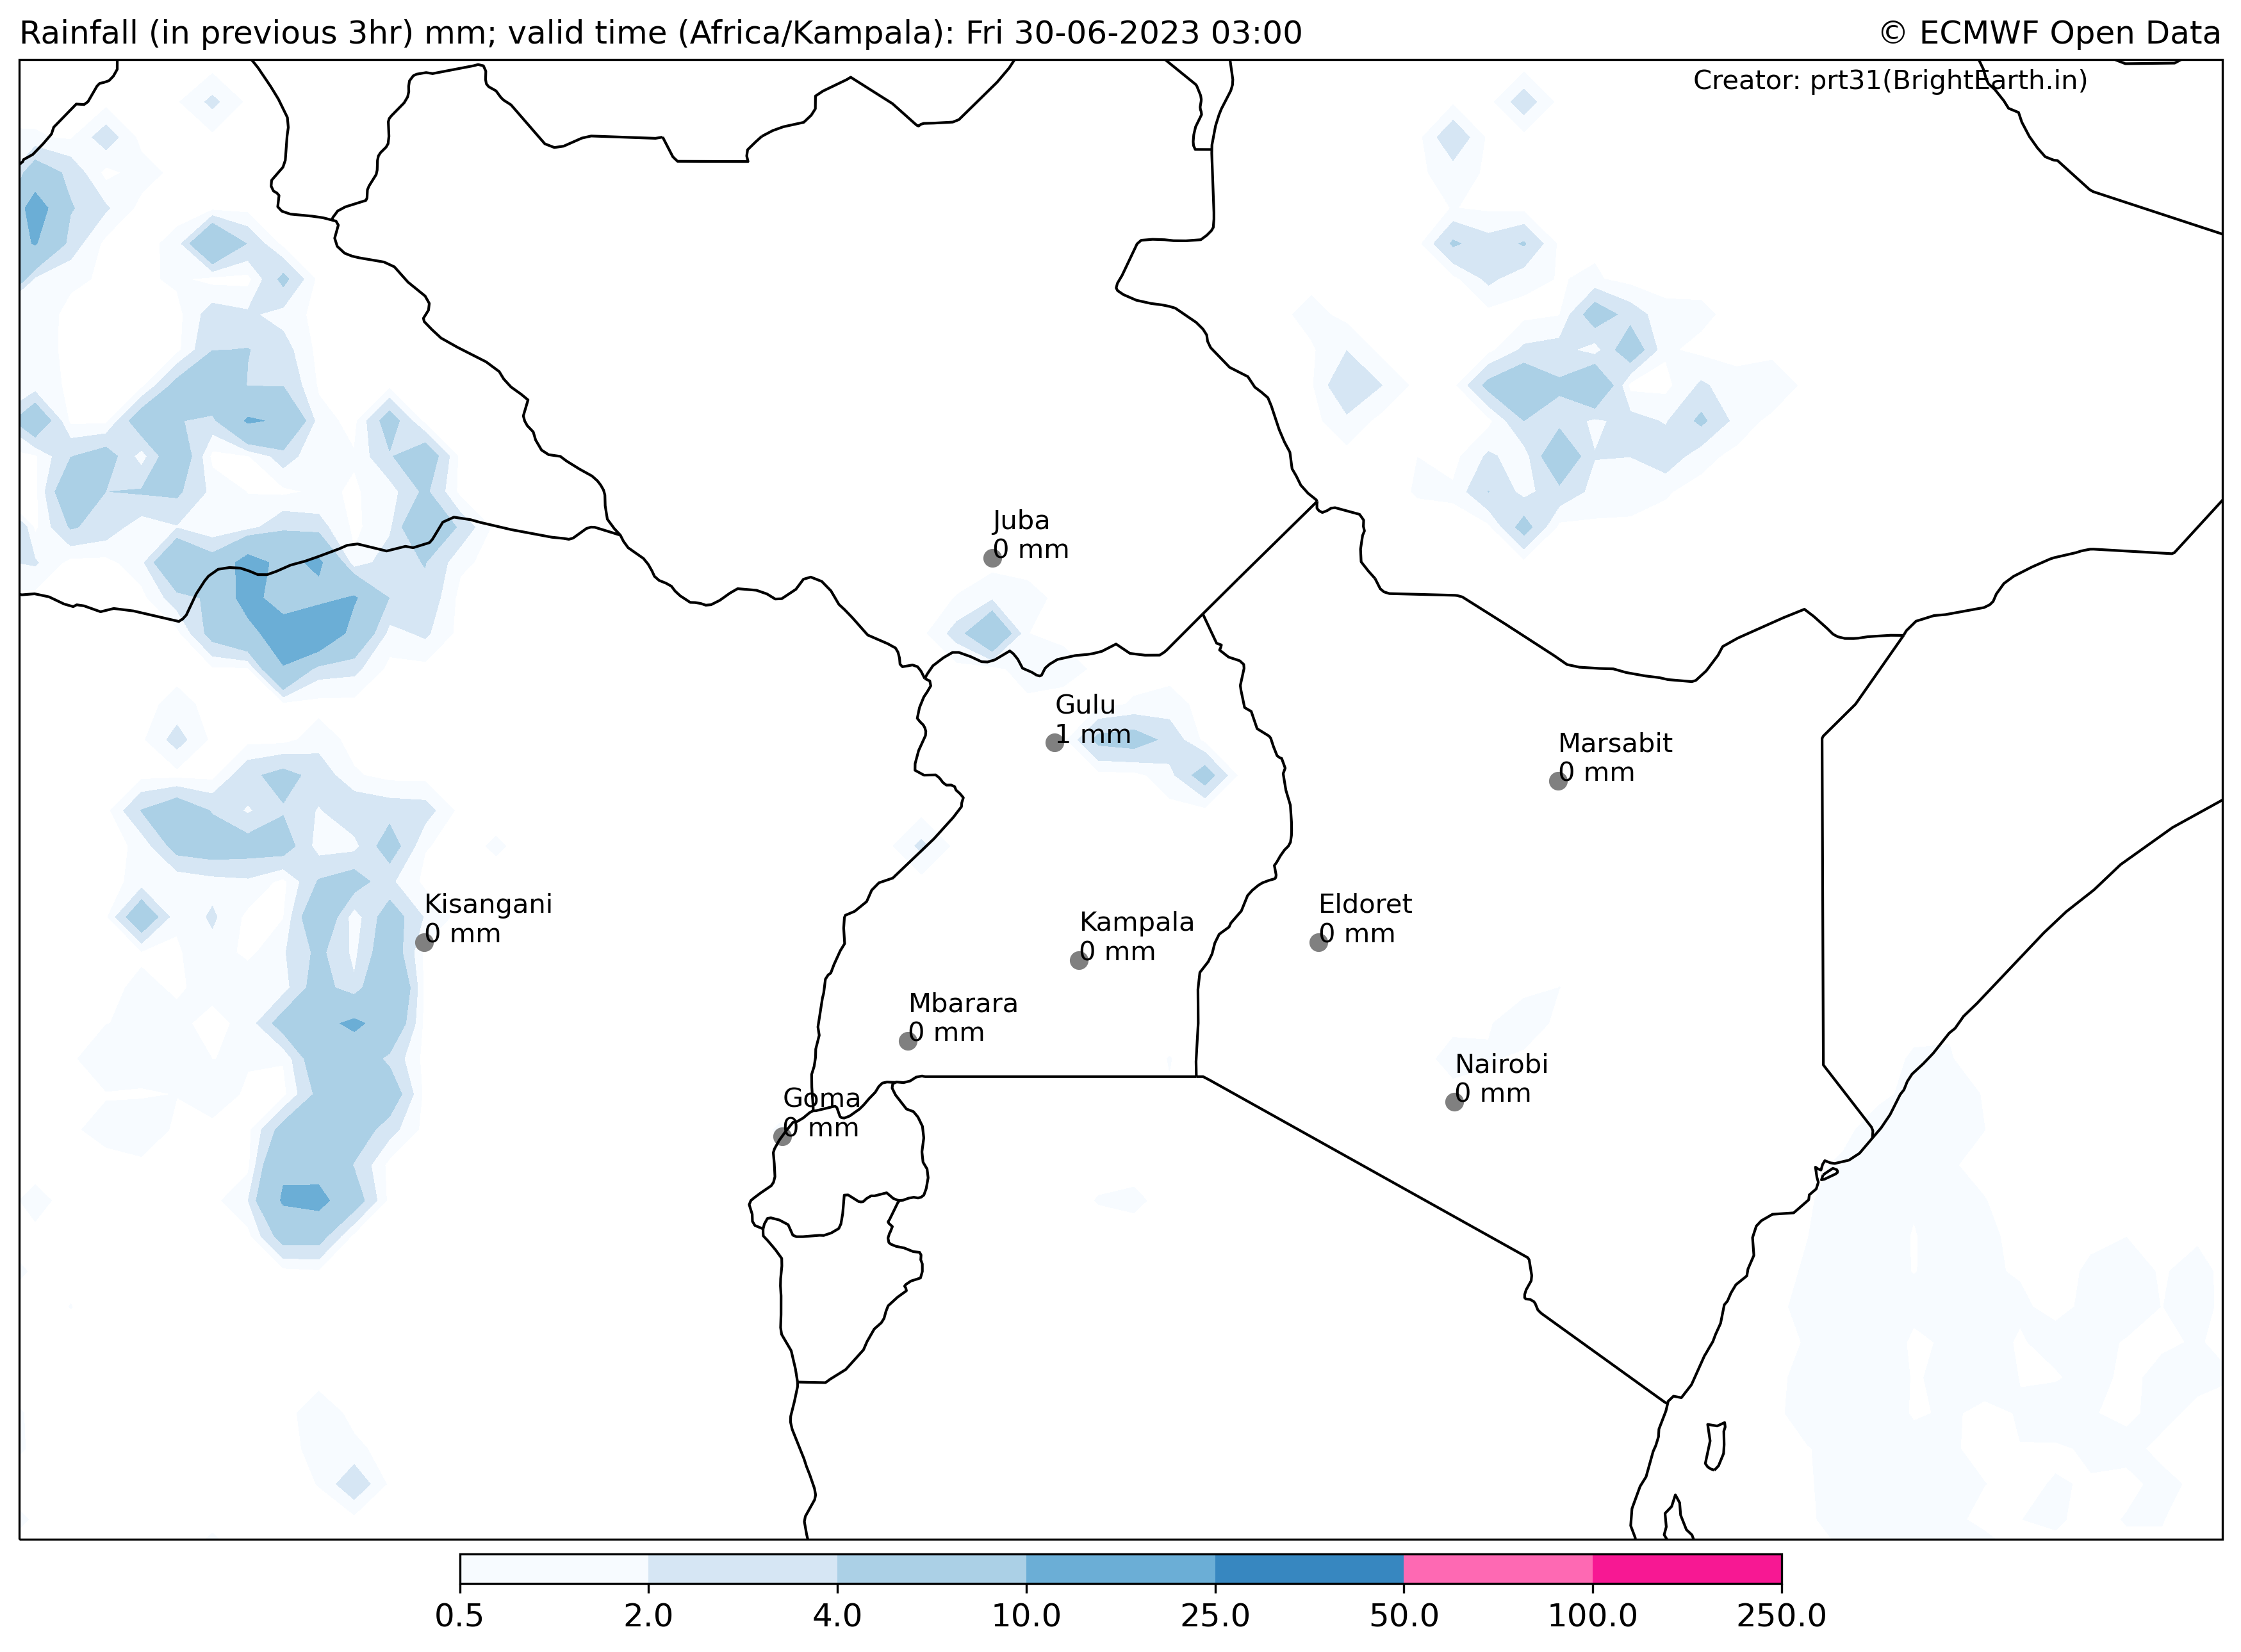 Rainfall (in previous 3hr) mm; valid time (Africa/Kampala): Fri 30-06-2023 03:00
© ECMWF Open Data
Creator: prt31(BrightEarth.in)
Juba
0 mm
Gulu
1 mm
Marsabit
0 mm
Kisangani
0 mm
Eldoret
0 mm
Kampala
0 mm
Mbarara
0 mm
Nairobi
0 mm
Goma
0 mm
0.5 2.0 4.0 10.0 25.0 50.0 100.0 250.0